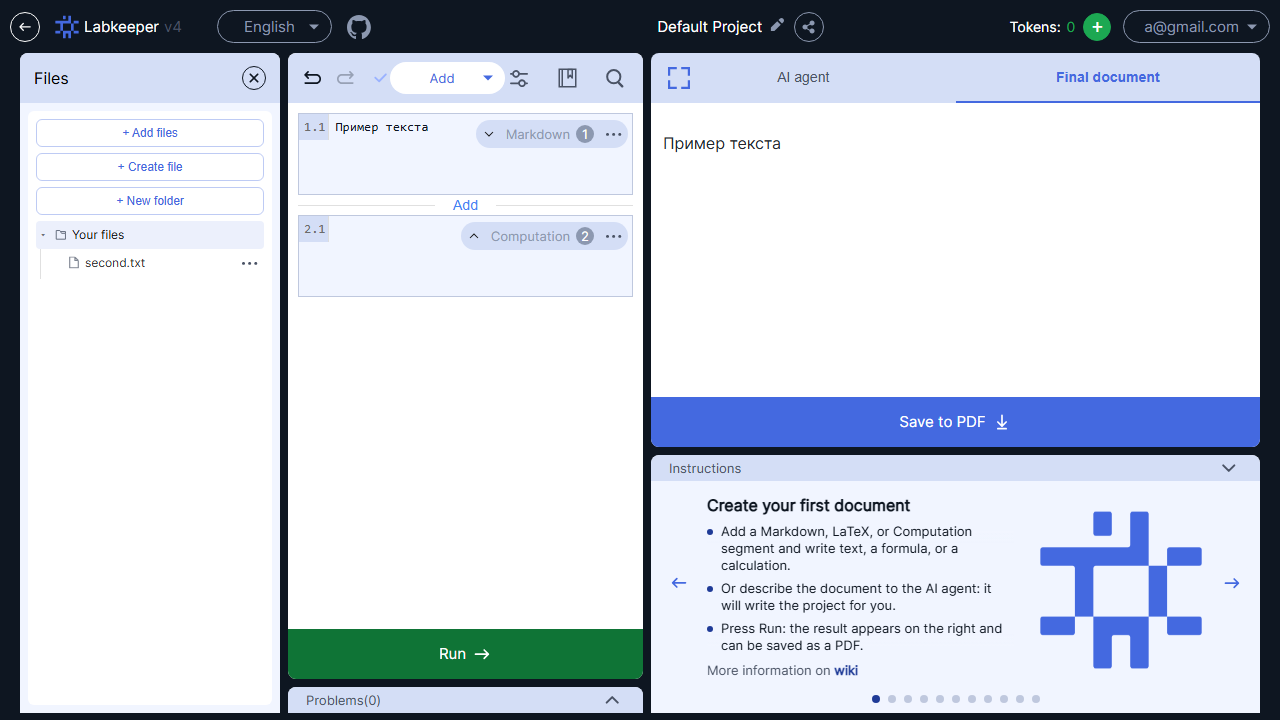 Labkeeper v4
English
Default Project
Tokens: 0
a@gmail.com
Files
+ Add files
+ Create file
+ New folder
Your files
second.txt
Add
1.1 Пример текста
Markdown 1
Add
2.1
Computation 2
Run
Problems(0)
AI agent
Final document
Пример текста
Save to PDF
Instructions
Create your first document
Add a Markdown, LaTeX, or Computation
segment and write text, a formula, or a
calculation.
Or describe the document to the AI agent: it
will write the project for you.
Press Run: the result appears on the right and
can be saved as a PDF.
More information on wiki